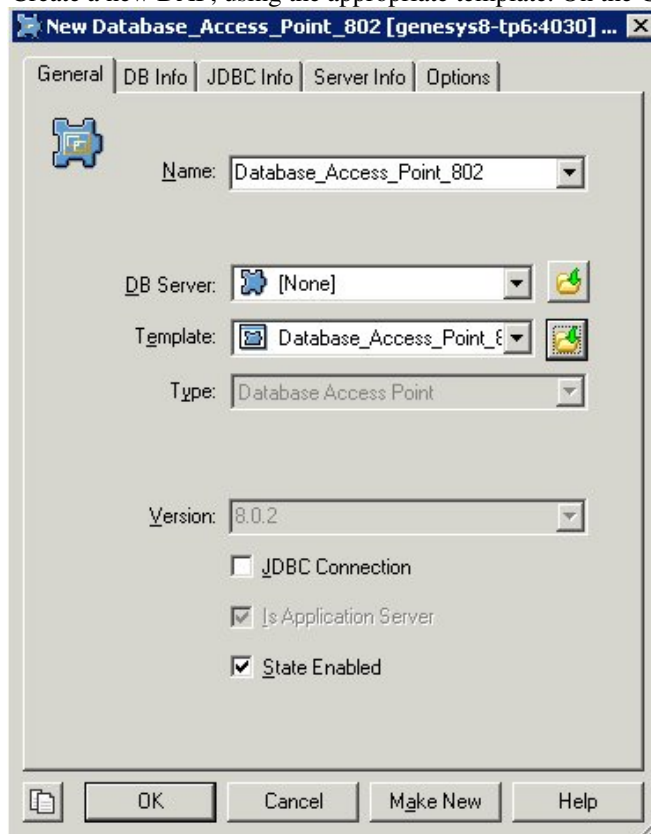 New Database_Access_Point_802 [genesys8-tp6:4030] ...
General DB Info JDBC Info Server Info Options
Name: Database_Access_Point_802
DB Server: [None]
Template: Database_Access_Point_8
Type: Database Access Point
Version: 8.0.2
JDBC Connection
Is Application Server
State Enabled
OK Cancel Make New Help